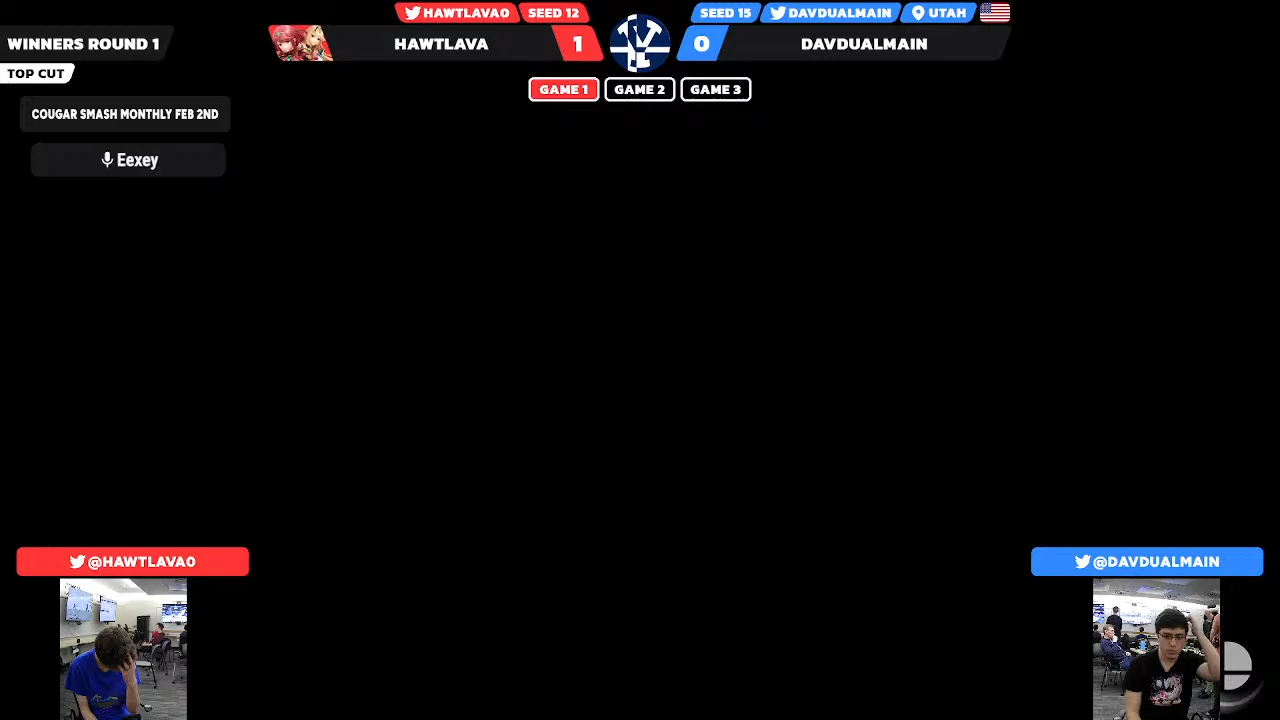 HAWTLAVA0 SEED 12 SEED 15 DAVDUALMAIN UTAH
WINNERS ROUND 1 HAWTLAVA 1 0 DAVDUALMAIN
TOP CUT
GAME 1 GAME 2 GAME 3
COUGAR SMASH MONTHLY FEB 2ND
Eexey
@HAWTLAVA0 @DAVDUALMAIN